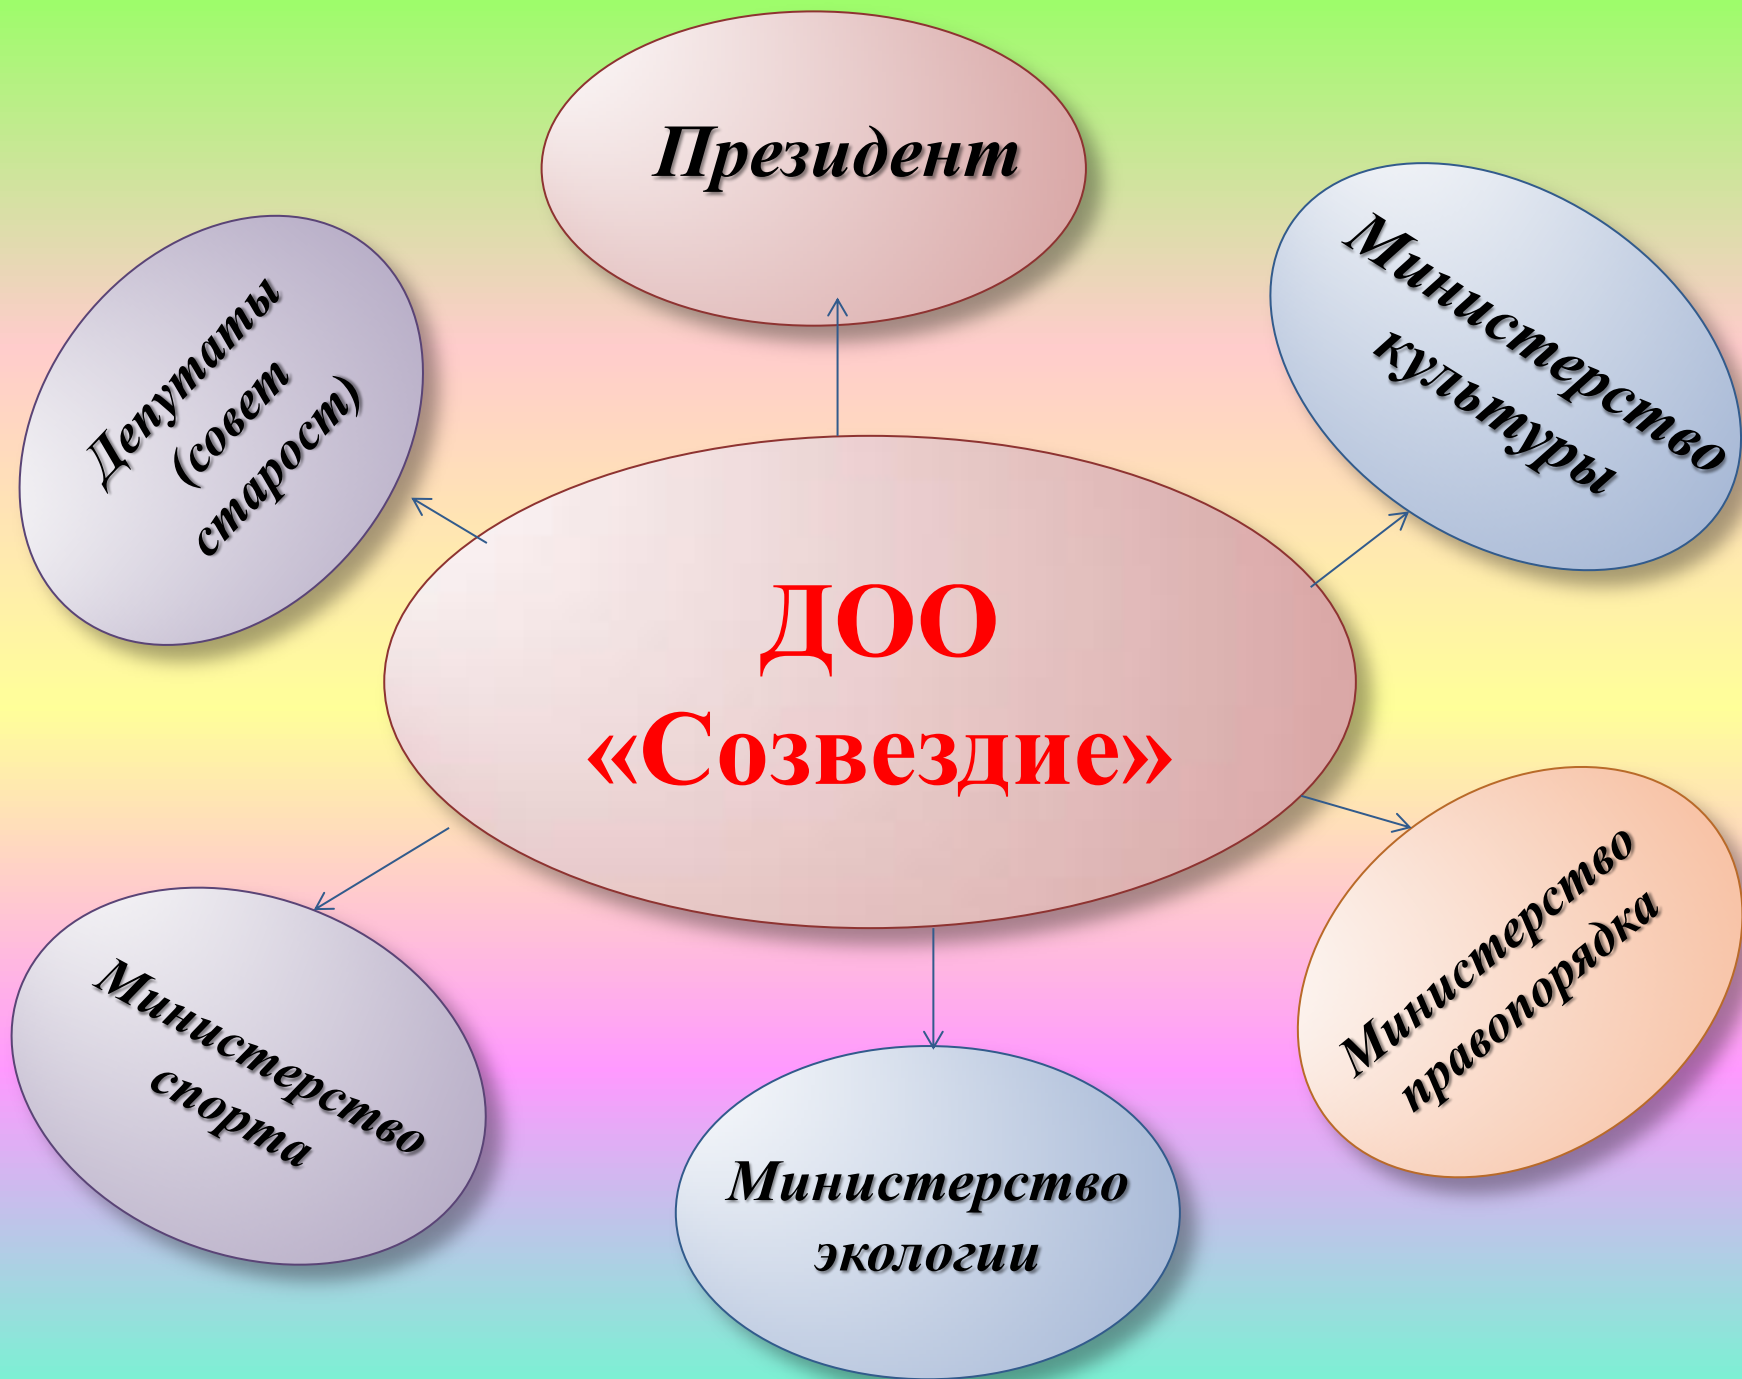 Президент
Министерство
культуры
Депутаты
(совет
старост)
ДОО
«Созвездие»
Министерство
правопорядка
Министерство
спорта
Министерство
экологии